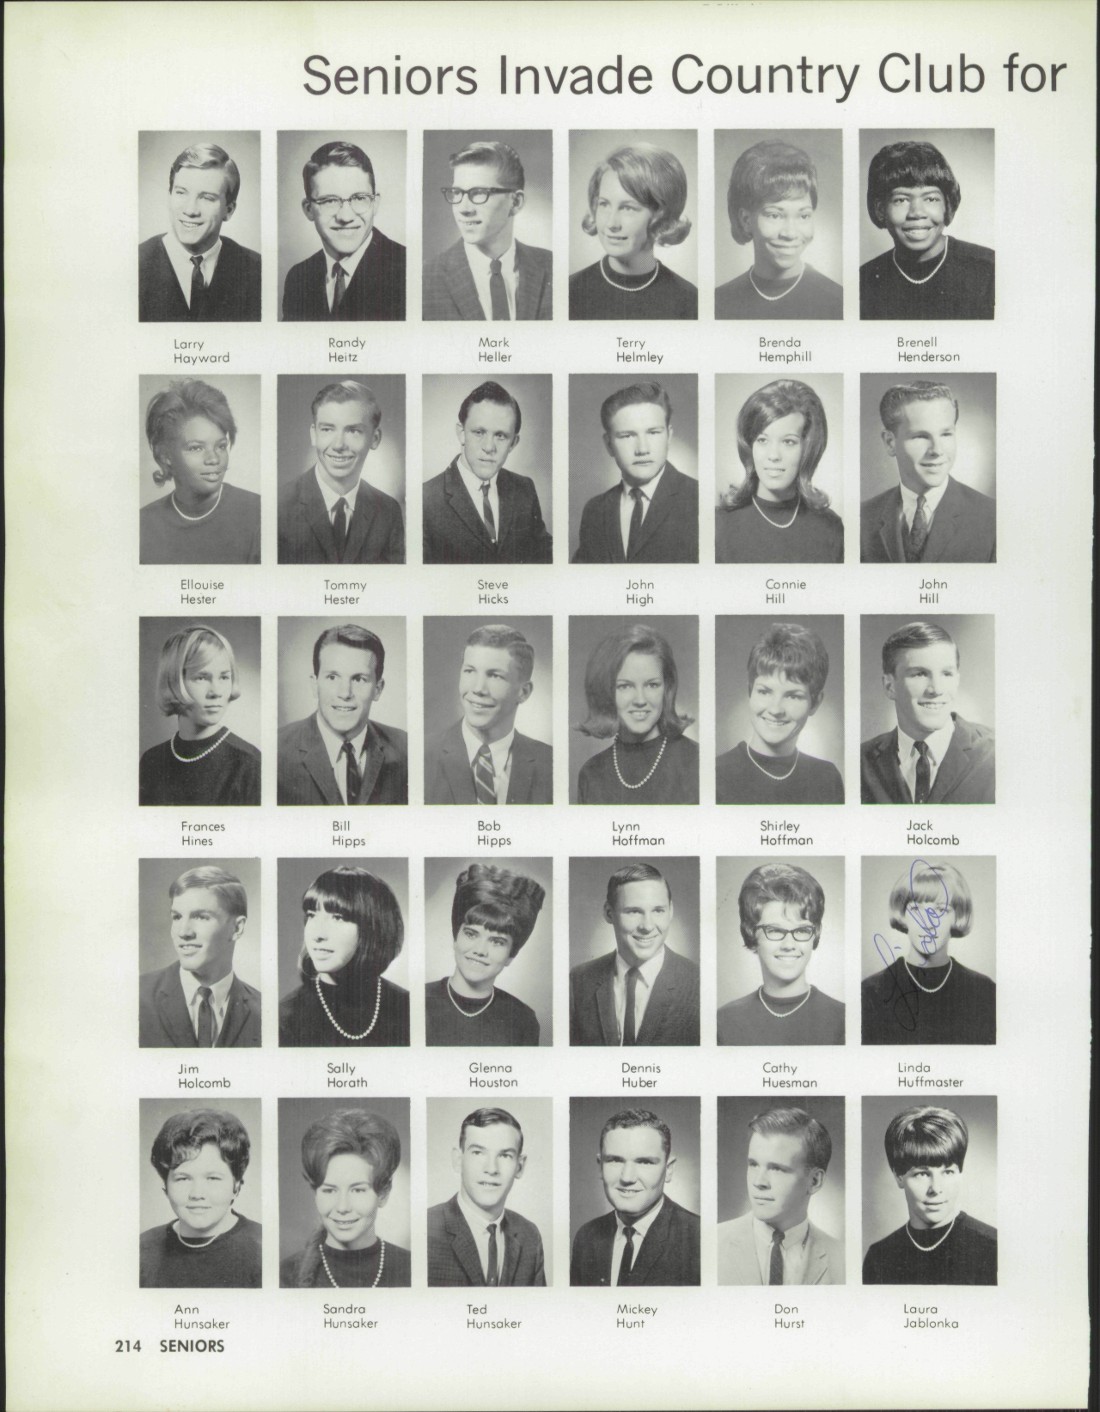 Seniors Invade Country Club for
Larry Hayward
Randy Heitz
Mark Heller
Terry Helmley
Brenda Hemphill
Brenell Henderson
Ellouise Hester
Tommy Hester
Steve Hicks
John High
Connie Hill
John Hill
Frances Hines
Bill Hipps
Bob Hipps
Lynn Hoffman
Shirley Hoffman
Jack Holcomb
Linda
Jim Holcomb
Sally Horath
Glenna Houston
Dennis Huber
Cathy Huesman
Linda Huffmaster
Ann Hunsaker
Sandra Hunsaker
Ted Hunsaker
Mickey Hunt
Don Hurst
Laura Jablonka
214 SENIORS